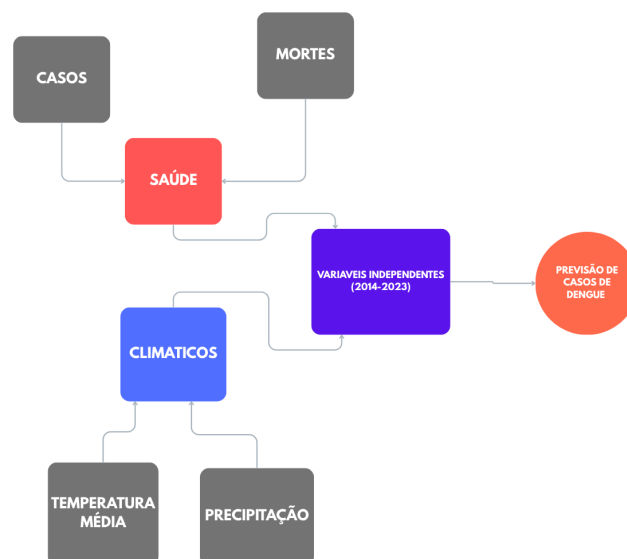 MORTES
CASOS
SAÚDE
VARIAVEIS INDEPENDENTES
(2014-2023)
PREVISÃO DE
CASOS DE
DENGUE
CLIMATICOS
TEMPERATURA
MÉDIA
PRECIPITAÇÃO